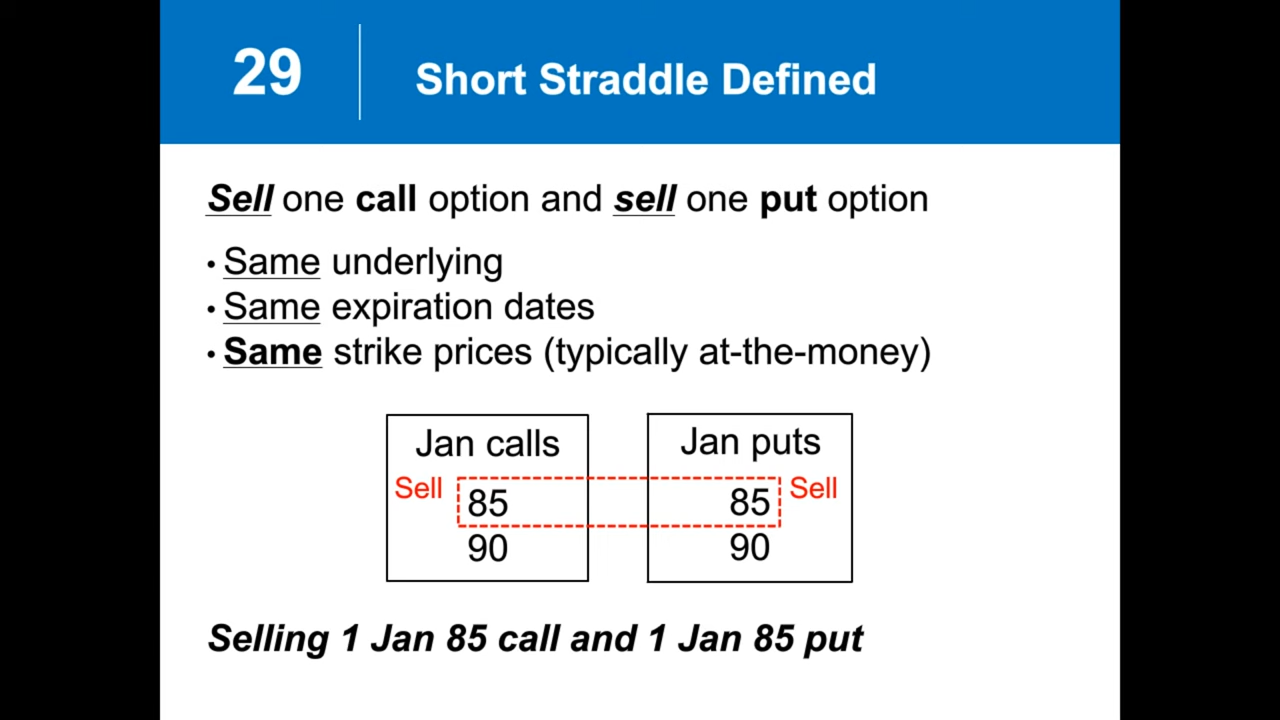 29
Short Straddle Defined
Sell one call option and sell one put option
• Same underlying
• Same expiration dates
• Same strike prices (typically at-the-money)
Jan calls
Sell
85
90
Jan puts
85
Sell
90
Selling 1 Jan 85 call and 1 Jan 85 put